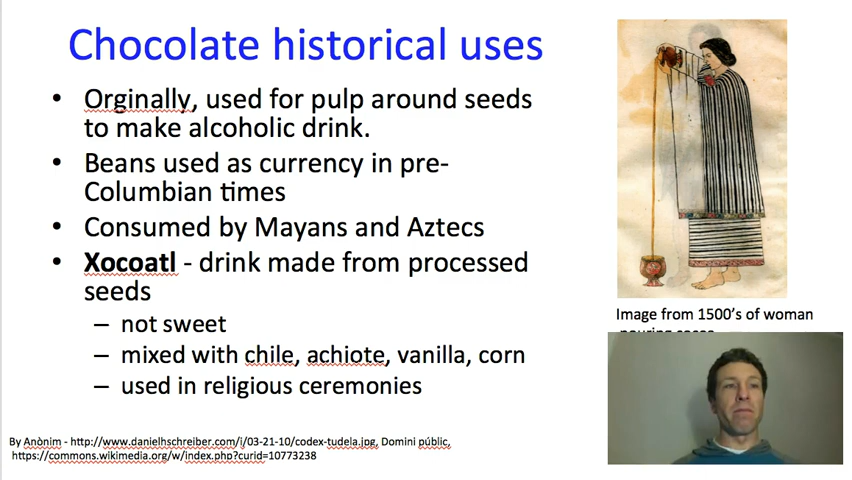 Chocolate historical uses
• Orginally, used for pulp around seeds
to make alcoholic drink.
• Beans used as currency in pre-
Columbian times
• Consumed by Mayans and Aztecs
• Xocoatl - drink made from processed
seeds
– not sweet
– mixed with chile, achiote, vanilla, corn
– used in religious ceremonies
Image from 1500's of woman
By Anònim - http://www.danielhschreiber.com/i/03-21-10/codex-tudela.jpg, Domini públic,
https://commons.wikimedia.org/w/index.php?curid=10773238